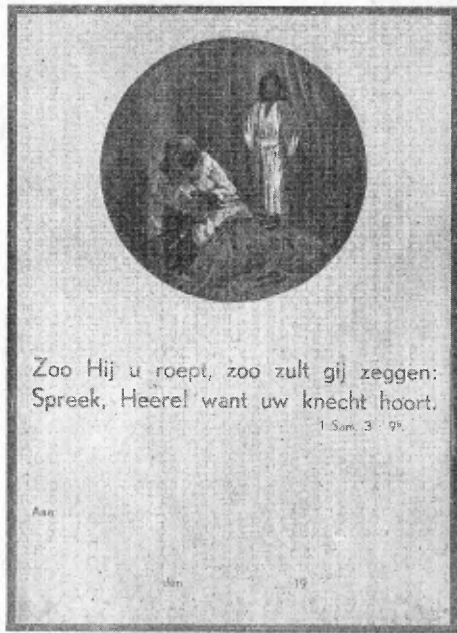 Zoo Hij u roept, zoo zult gij zeggen:
Spreek, Heere! want uw knecht hoort.
1 Sam. 3 : 9b.
Aan
den 19